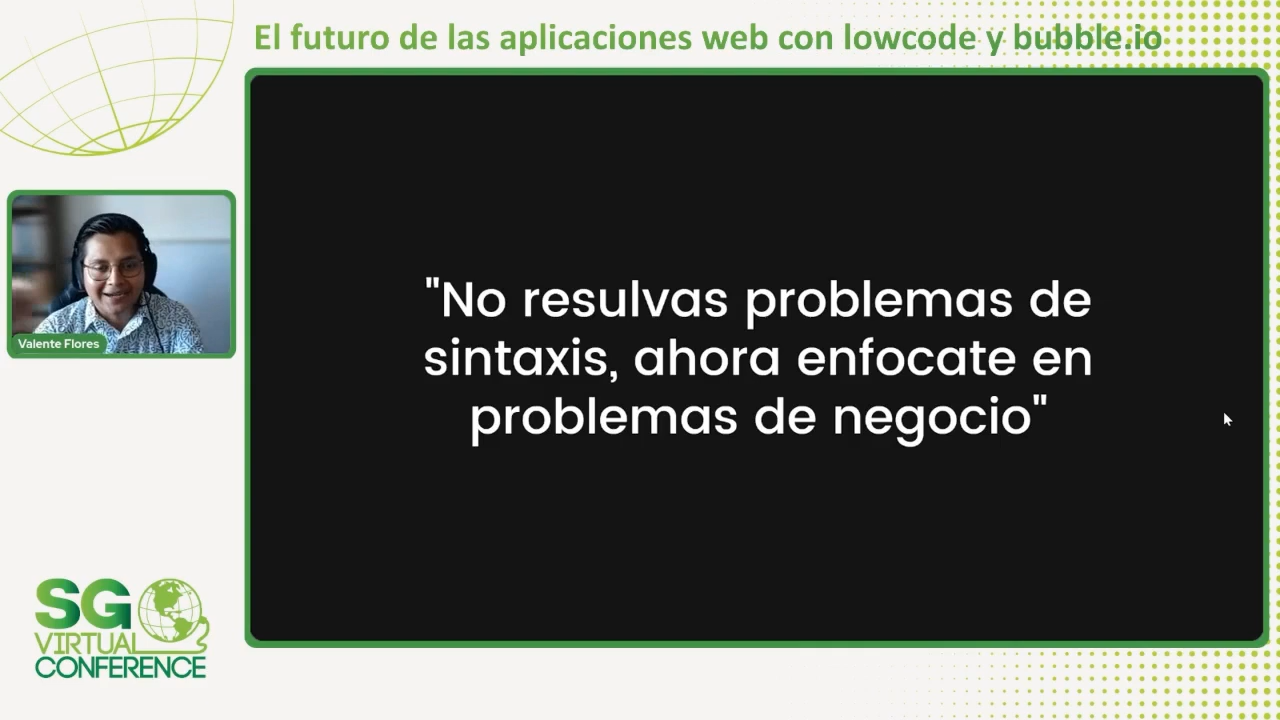 El futuro de las aplicaciones web con lowcode y bubble.io
"No resulvas problemas de
sintaxis, ahora enfocate en
problemas de negocio"
Valente Flores
SG
VIRTUAL
CONFERENCE